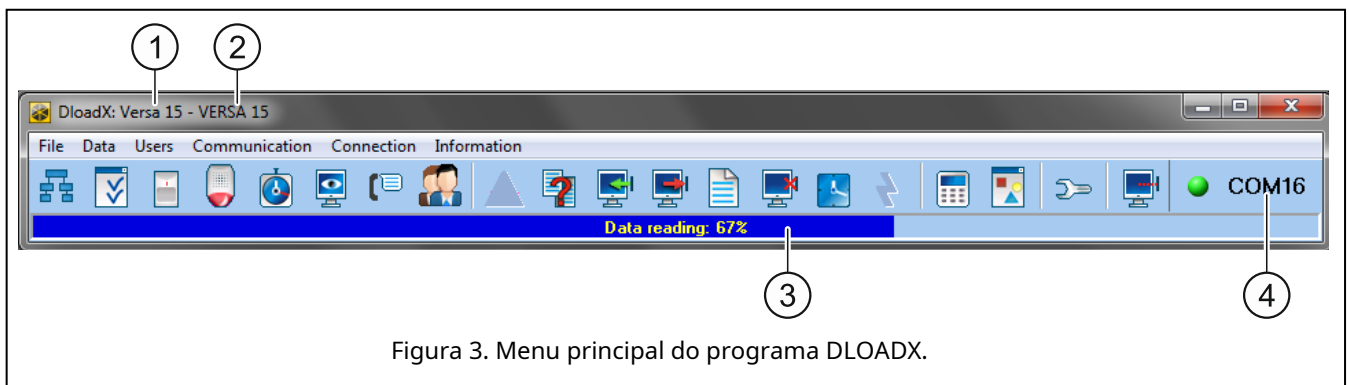 1 2
DloadX: Versa 15 - VERSA 15
File Data Users Communication Connection Information
COM16
Data reading: 67%
3 4
Figura 3. Menu principal do programa DLOADX.